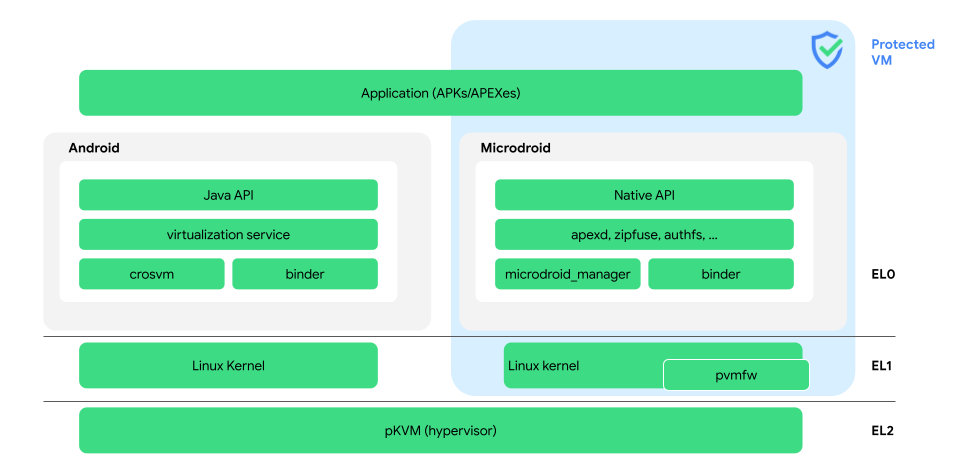 Protected
VM
Application (APKs/APEXes)
Android
Microdroid
Java API
Native API
virtualization service
apexd, zipfuse, authfs, ...
crosvm
binder
microdroid_manager
binder
EL0
Linux Kernel
Linux kernel
pvmfw
EL1
pKVM (hypervisor)
EL2